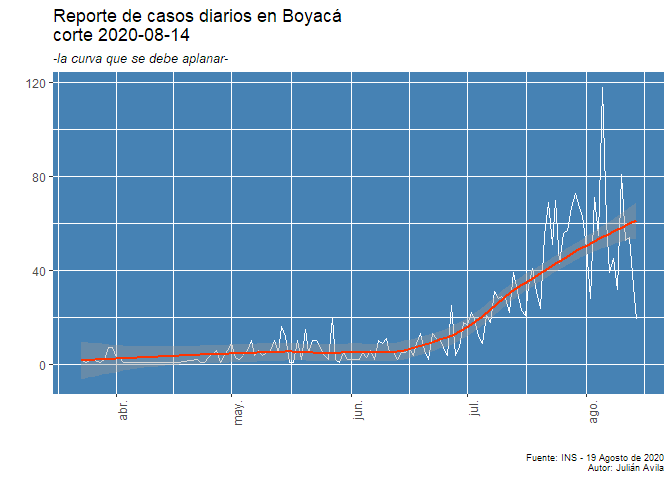 Reporte de casos diarios en Boyacá
corte 2020-08-14
-la curva que se debe aplanar-
120
80
40
0
abr.
may.
jun.
jul.
ago.
Fuente: INS - 19 Agosto de 2020
Autor: Julián Avila